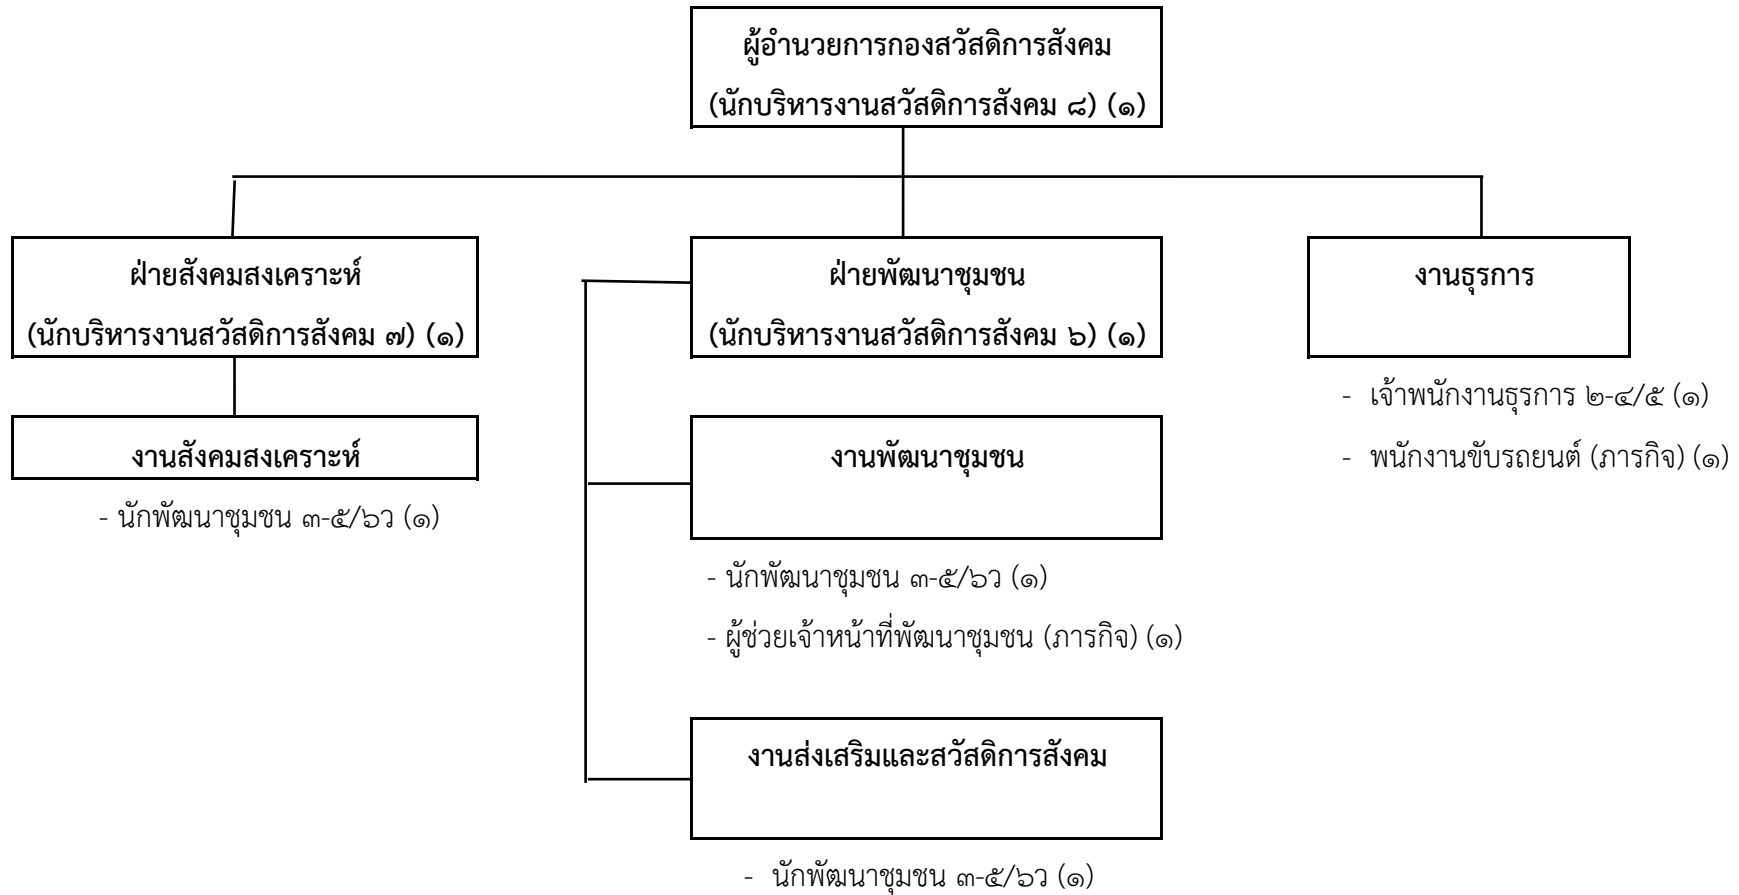 ผู้อำนวยการกองสวัสดิการสังคม
(นักบริหารงานสวัสดิการสังคม ๘) (๑)
ฝ่ายสังคมสงเคราะห์
(นักบริหารงานสวัสดิการสังคม ๗) (๑)
งานสังคมสงเคราะห์
- นักพัฒนาชุมชน ๓-๕/๖ว (๑)
ฝ่ายพัฒนาชุมชน
(นักบริหารงานสวัสดิการสังคม ๖) (๑)
งานพัฒนาชุมชน
- นักพัฒนาชุมชน ๓-๕/๖ว (๑)
- ผู้ช่วยเจ้าหน้าที่พัฒนาชุมชน (ภารกิจ) (๑)
งานส่งเสริมและสวัสดิการสังคม
- นักพัฒนาชุมชน ๓-๕/๖ว (๑)
งานธุรการ
- เจ้าพนักงานธุรการ ๒-๔/๕ (๑)
- พนักงานขับรถยนต์ (ภารกิจ) (๑)